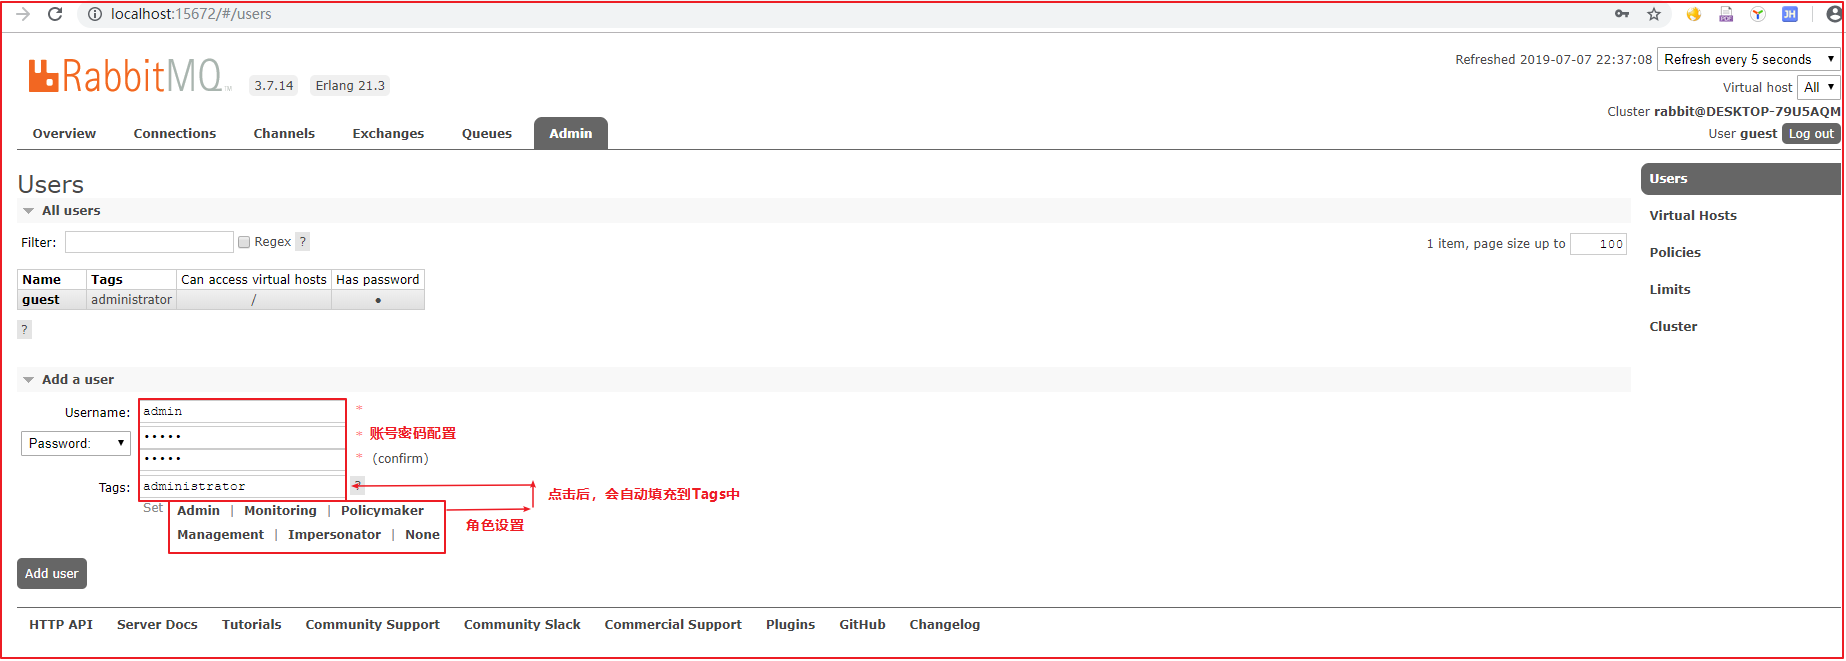 localhost:15672/#/users
PDF
JH
RabbitMQ TM 3.7.14 Erlang 21.3
Refreshed 2019-07-07 22:37:08 Refresh every 5 seconds
Virtual host All
Cluster rabbit@DESKTOP-79U5AQM
User guest Log out
Overview Connections Channels Exchanges Queues Admin
Users
Users
Virtual Hosts
Policies
Limits
Cluster
All users
Filter: Regex ? 1 item, page size up to 100
Name Tags Can access virtual hosts Has password
guest administrator / ●
?
Add a user
Username: admin *
Password: ••••• * 账号密码配置
••••• * (confirm)
Tags: administrator ? 点击后，会自动填充到Tags中
Set Admin | Monitoring | Policymaker
角色设置
Management | Impersonator | None
Add user
HTTP API Server Docs Tutorials Community Support Community Slack Commercial Support Plugins GitHub Changelog